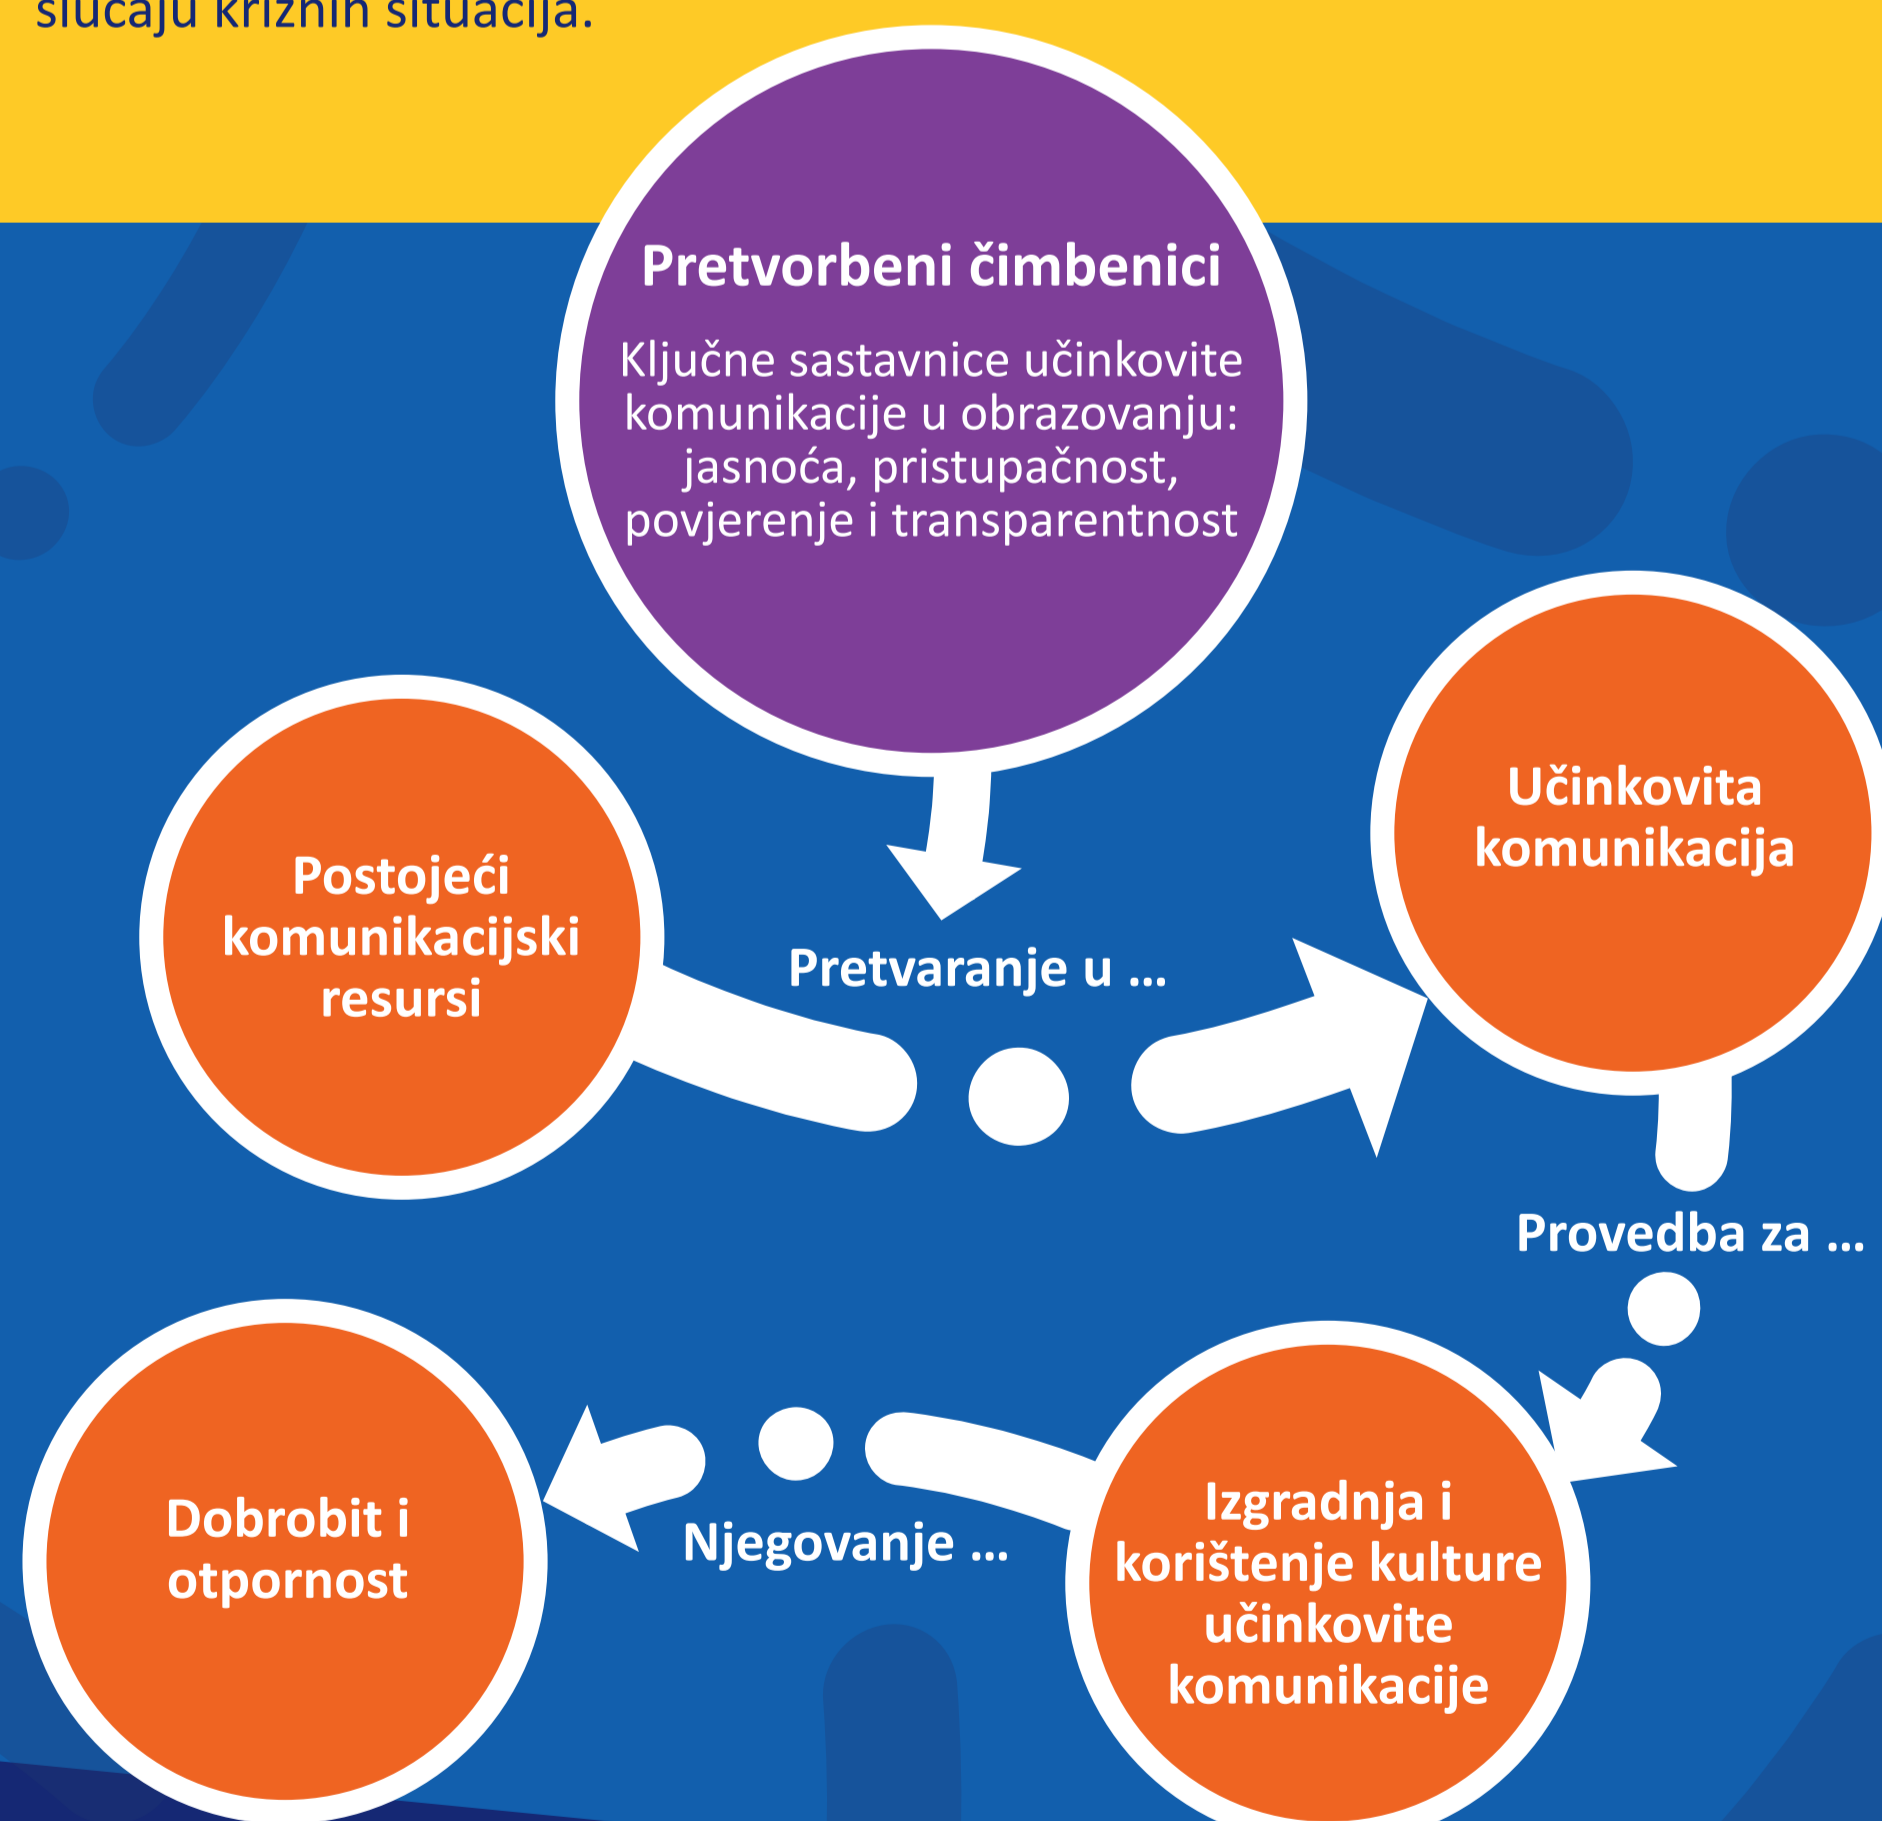 slučaju kriznih situacija.
Pretvorbeni čimbenici
Ključne sastavnice učinkovite
komunikacije u obrazovanju:
jasnoća, pristupačnost,
povjerenje i transparentnost
Postojeći
komunikacijski
resursi
Pretvaranje u ...
Učinkovita
komunikacija
Provedba za ...
Izgradnja i
korištenje kulture
učinkovite
komunikacije
Njegovanje ...
Dobrobit i
otpornost